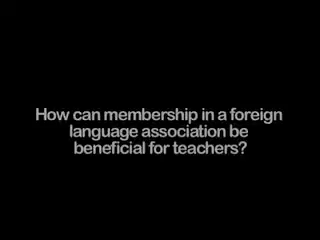 How can membership in a foreign
language association be
beneficial for teachers?